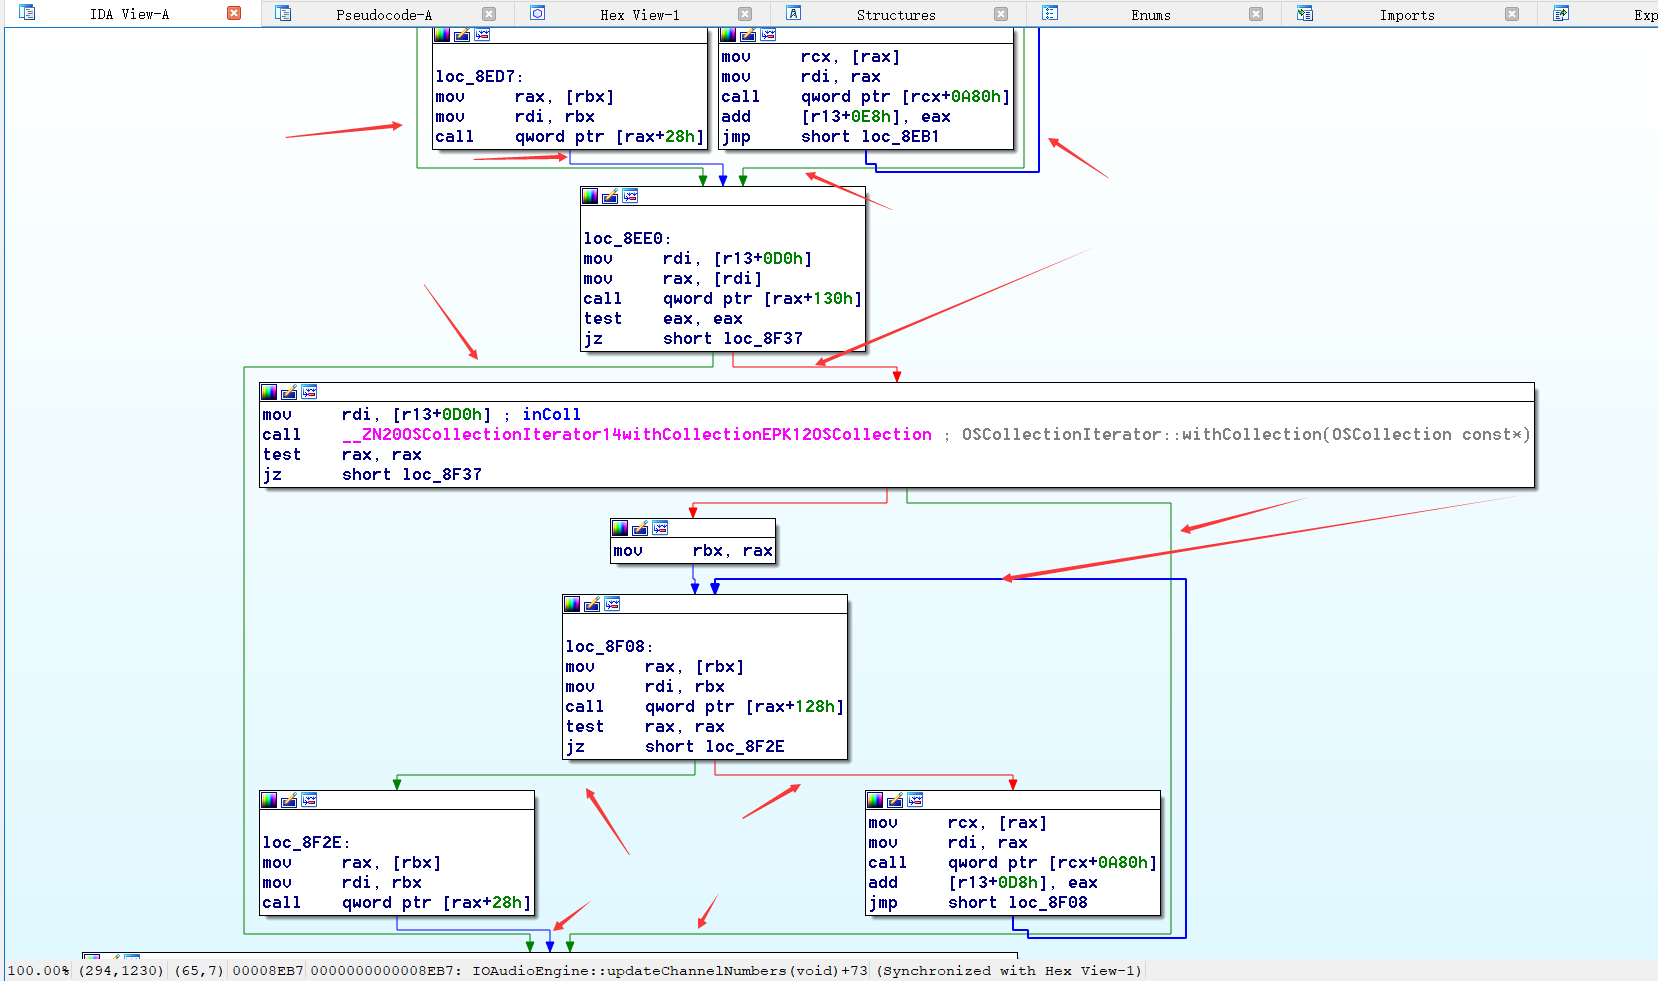 IDA View-A
Pseudocode-A
Hex View-1
Structures
Enums
Imports
Exp
loc_8ED7:
mov rax, [rbx]
mov rdi, rbx
call qword ptr [rax+28h]
mov rcx, [rax]
mov rdi, rax
call qword ptr [rcx+0A80h]
add [r13+0E8h], eax
jmp short loc_8EB1
loc_8EE0:
mov rdi, [r13+0D0h]
mov rax, [rdi]
call qword ptr [rax+130h]
test eax, eax
jz short loc_8F37
mov rdi, [r13+0D0h] ; inColl
call __ZN20OSCollectionIterator14withCollectionEPK12OSCollection ; OSCollectionIterator::withCollection(OSCollection const*)
test rax, rax
jz short loc_8F37
mov rbx, rax
loc_8F08:
mov rax, [rbx]
mov rdi, rbx
call qword ptr [rax+128h]
test rax, rax
jz short loc_8F2E
loc_8F2E:
mov rax, [rbx]
mov rdi, rbx
call qword ptr [rax+28h]
mov rcx, [rax]
mov rdi, rax
call qword ptr [rcx+0A80h]
add [r13+0D8h], eax
jmp short loc_8F08
100.00% (294,1230) (65,7) 00008EB7 0000000000008EB7: IOAudioEngine::updateChannelNumbers(void)+73 (Synchronized with Hex View-1)